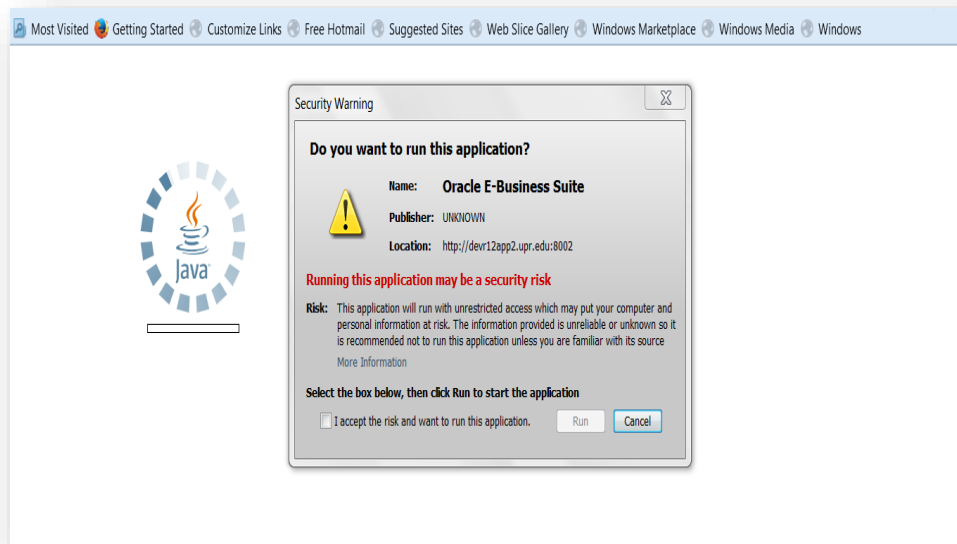 Most Visited Getting Started Customize Links Free Hotmail Suggested Sites Web Slice Gallery Windows Marketplace Windows Media Windows
Security Warning
Do you want to run this application?
Name: Oracle E-Business Suite
Publisher: UNKNOWN
Location: http://devr12app2.upr.edu:8002
Java
Running this application may be a security risk
Risk: This application will run with unrestricted access which may put your computer and
personal information at risk. The information provided is unreliable or unknown so it
is recommended not to run this application unless you are familiar with its source
More Information
Select the box below, then click Run to start the application
I accept the risk and want to run this application. Run Cancel